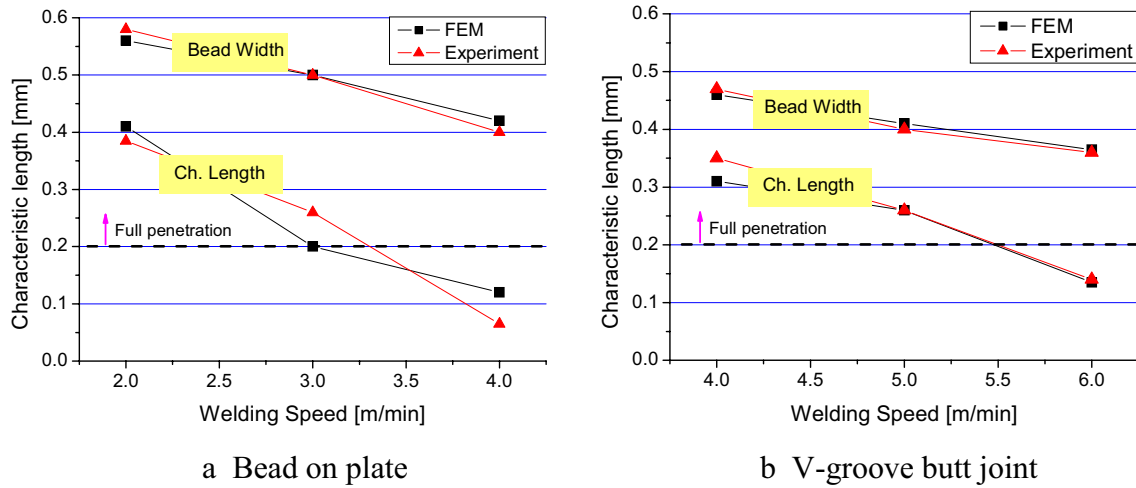 0.6
0.5
0.4
0.3
0.2
0.1
0.0
Characteristic length [mm]
FEM
Experiment
Bead Width
Ch. Length
Full penetration
2.0 2.5 3.0 3.5 4.0
Welding Speed [m/min]
a Bead on plate
0.6
0.5
0.4
0.3
0.2
0.1
0.0
Characteristic length [mm]
FEM
Experiment
Bead Width
Ch. Length
Full penetration
4.0 4.5 5.0 5.5 6.0
Welding Speed [m/min]
b V-groove butt joint